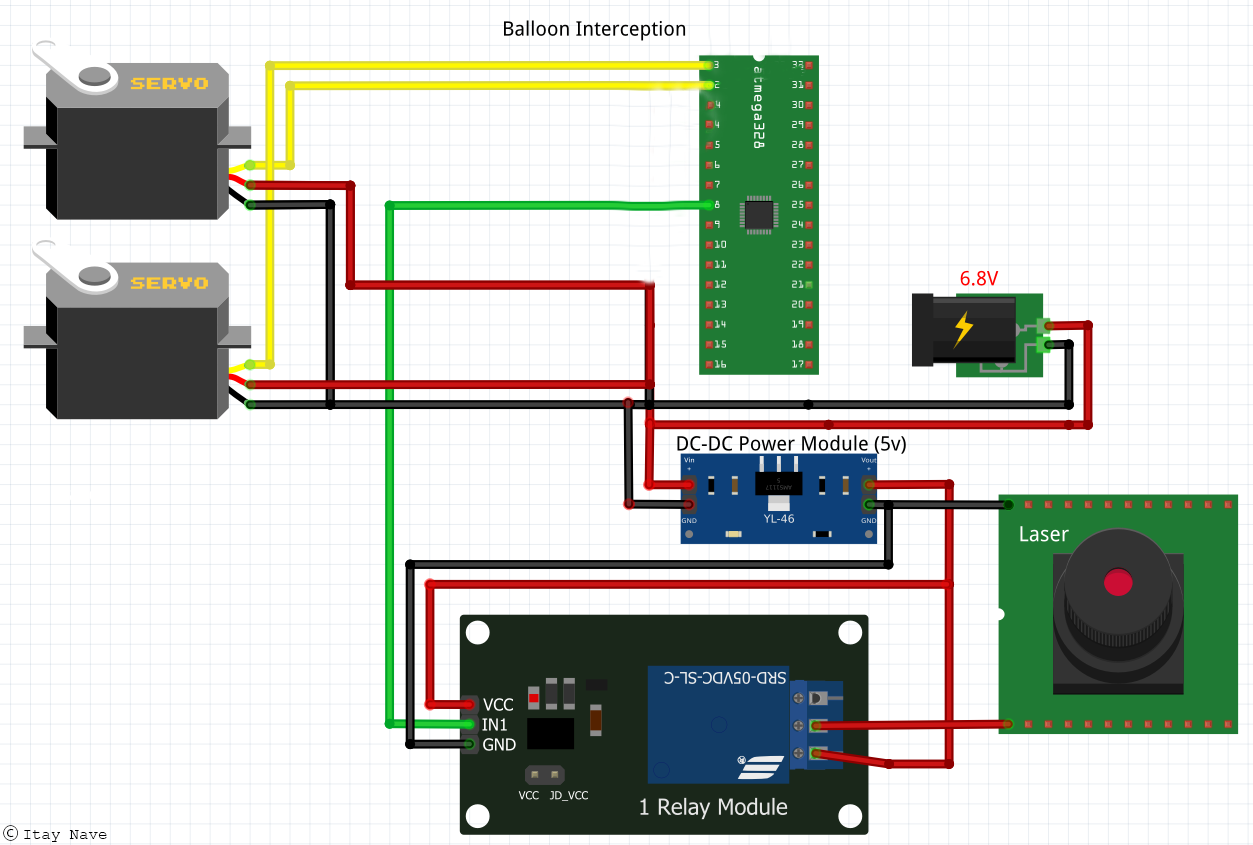 Balloon Interception
SERVO
SERVO
atmega328
3
2
4
4
5
6
7
8
9
10
11
12
13
14
15
16
33
31
30
29
28
27
26
25
24
23
22
21
20
19
18
17
6.8V
DC-DC Power Module (5v)
Vin
+
GND
YL-46
Vout
+
GND
Laser
SRD-05VDC-SL-C
VCC
IN1
GND
VCC JD_VCC
®
1 Relay Module
© Itay Nave